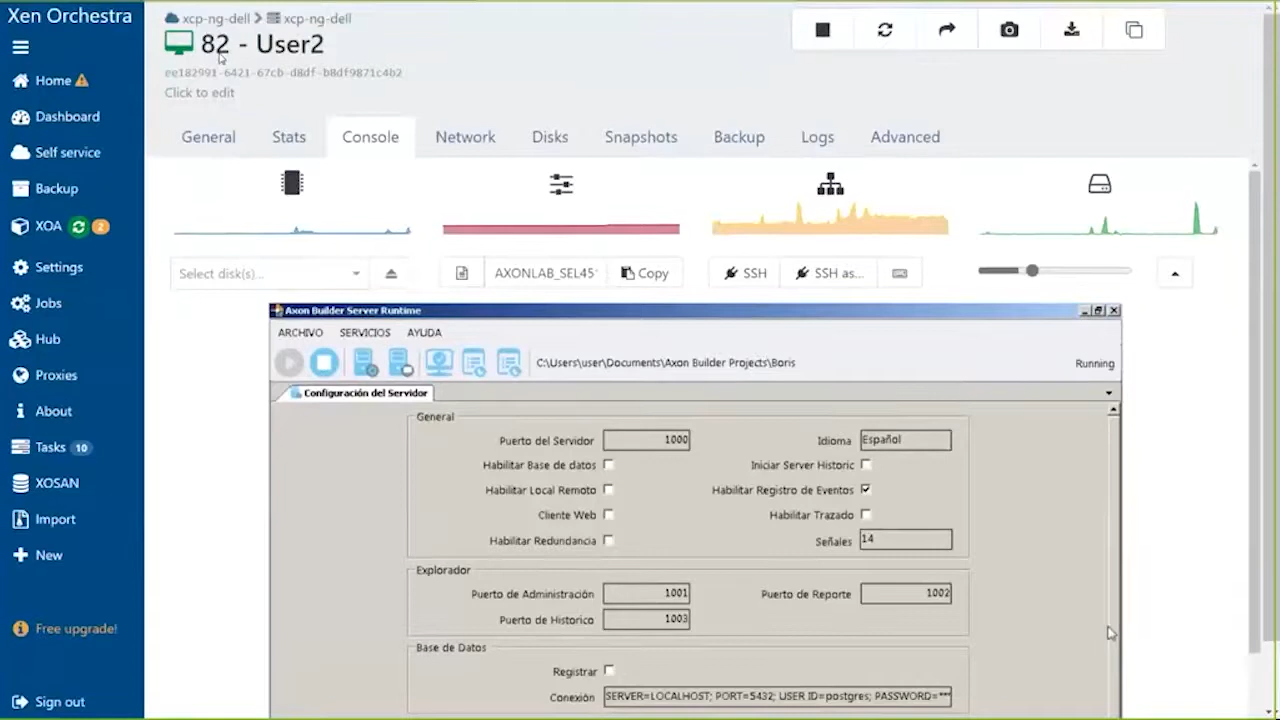 Xen Orchestra
Home
Dashboard
Self service
Backup
XOA 2
Settings
Jobs
Hub
Proxies
About
Tasks 10
XOSAN
Import
New
Free upgrade!
Sign out
xcp-ng-dell xcp-ng-dell
82 - User2
ee182991-6421-67cb-d8df-b8df9871c4b2
Click to edit
General Stats Console Network Disks Snapshots Backup Logs Advanced
Select disk(s)... AXONLAB_SEL45 Copy SSH SSH as...
Axon Builder Server Runtime
ARCHIVO SERVICIOS AYUDA
C:\Users\user\Documents\Axon Builder Projects\Boris Running
Configuración del Servidor
General
Puerto del Servidor 1000 Idioma Español
Habilitar Base de datos Iniciar Server Historic
Habilitar Local Remoto Habilitar Registro de Eventos
Cliente Web Habilitar Trazado
Habilitar Redundancia Señales 14
Explorador
Puerto de Administración 1001 Puerto de Reporte 1002
Puerto de Historico 1003
Base de Datos
Registrar
Conexión SERVER=LOCALHOST; PORT=5432; USER ID=postgres; PASSWORD=***